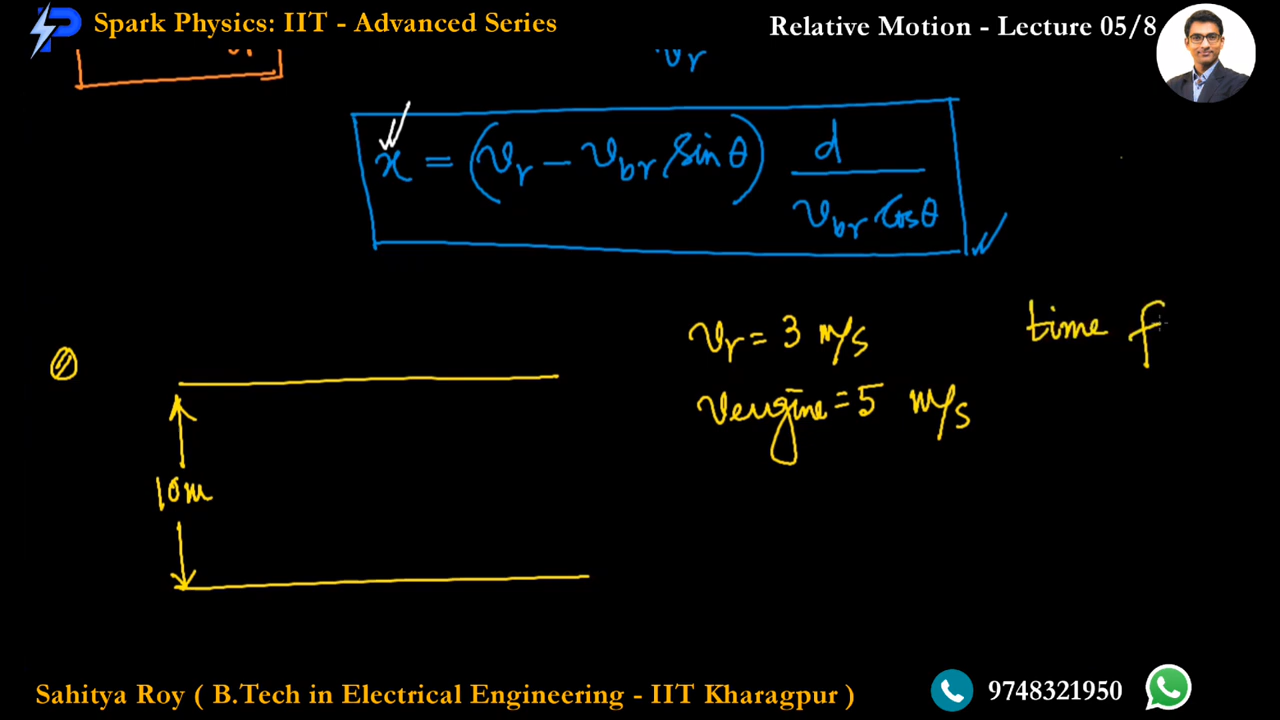 Spark Physics: IIT - Advanced Series
Relative Motion - Lecture 05/8
vr
x = (vr − vbr sin θ) d / vbr cos θ
vr = 3 m/s
time f
vengine = 5 m/s
10m
Sahitya Roy ( B.Tech in Electrical Engineering - IIT Kharagpur )
9748321950